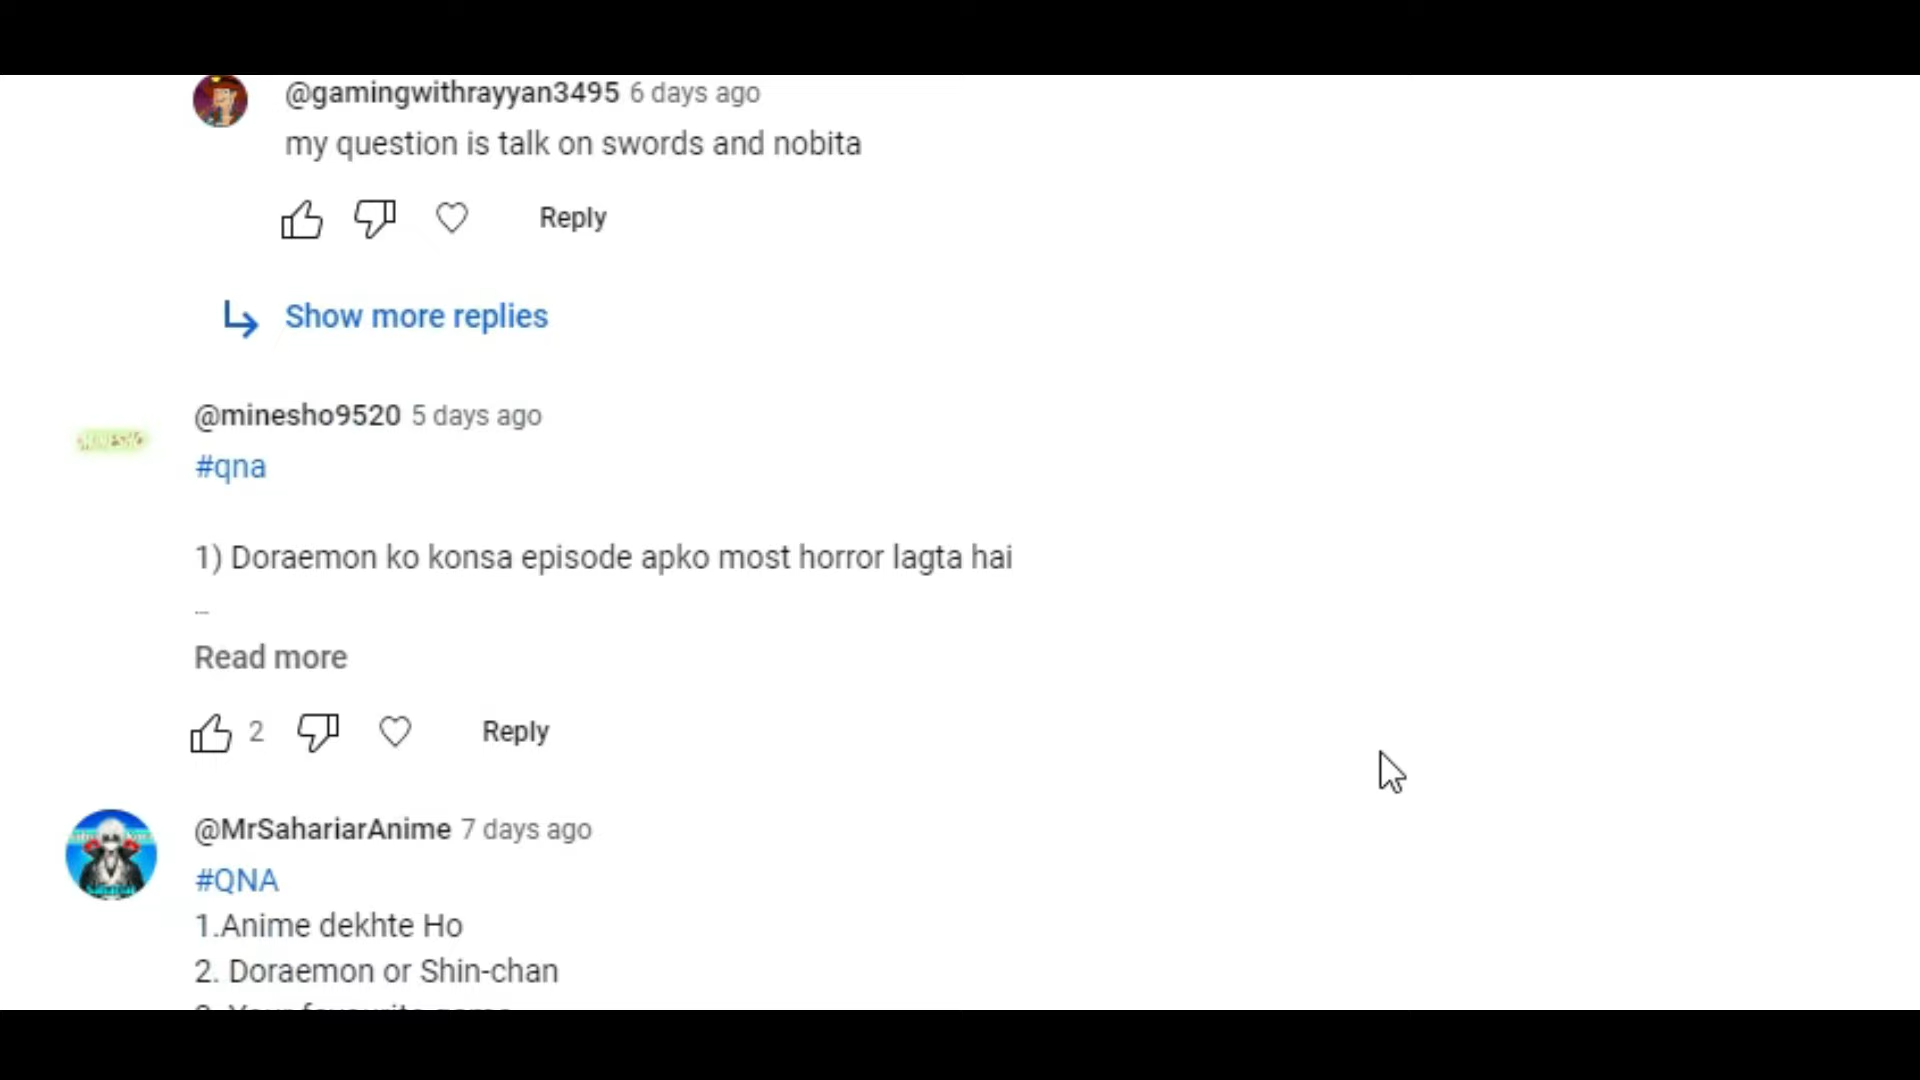 @gamingwithrayyan3495 6 days ago
my question is talk on swords and nobita
Reply
Show more replies
@minesho9520 5 days ago
#qna
1) Doraemon ko konsa episode apko most horror lagta hai
...
Read more
2 Reply
@MrSahariarAnime 7 days ago
#QNA
1.Anime dekhte Ho
2. Doraemon or Shin-chan